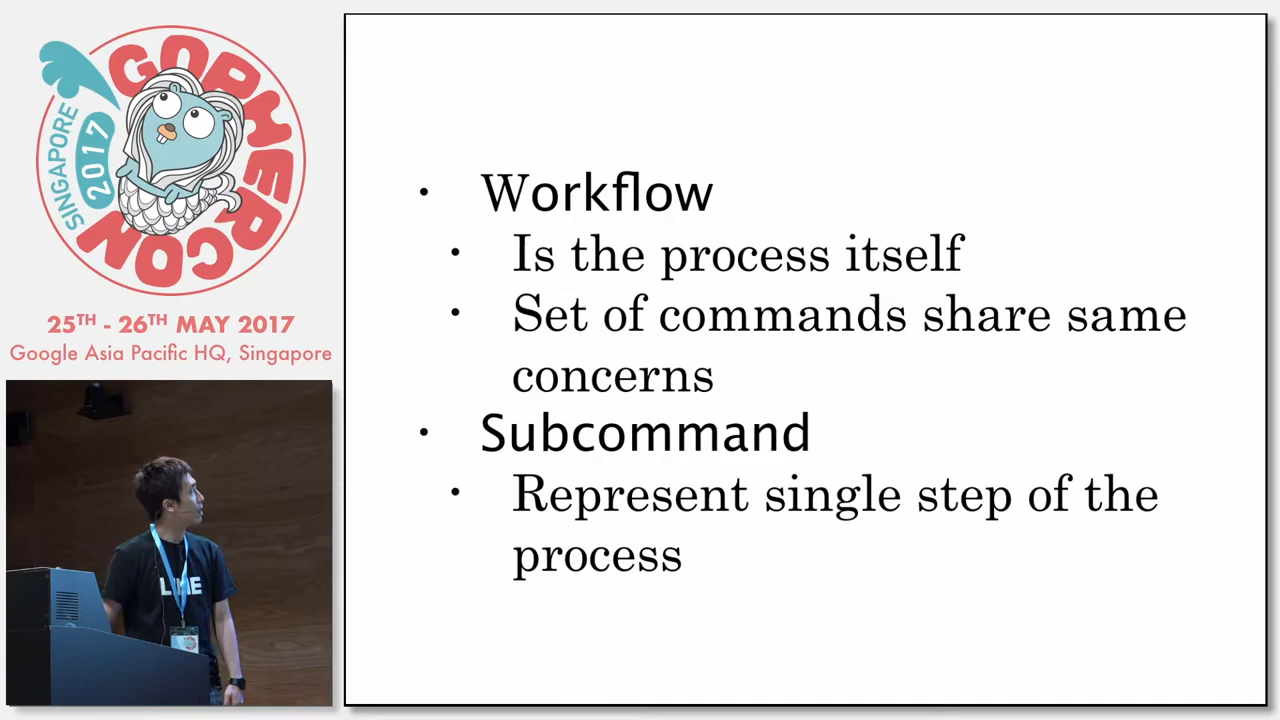 GOPHERCON
SINGAPORE
2017
25TH - 26TH MAY 2017
Google Asia Pacific HQ, Singapore
LINE
• Workflow
• Is the process itself
• Set of commands share same
concerns
• Subcommand
• Represent single step of the
process